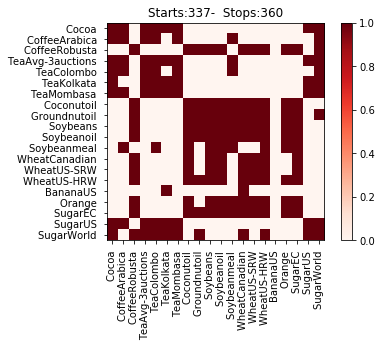 Starts:337- Stops:360
Cocoa
CoffeeArabica
CoffeeRobusta
TeaAvg-3auctions
TeaColombo
TeaKolkata
TeaMombasa
Coconutoil
Groundnutoil
Soybeans
Soybeanoil
Soybeanmeal
WheatCanadian
WheatUS-SRW
WheatUS-HRW
BananaUS
Orange
SugarEC
SugarUS
SugarWorld
Cocoa
CoffeeArabica
CoffeeRobusta
TeaAvg-3auctions
TeaColombo
TeaKolkata
TeaMombasa
Coconutoil
Groundnutoil
Soybeans
Soybeanoil
Soybeanmeal
WheatCanadian
WheatUS-SRW
WheatUS-HRW
BananaUS
Orange
SugarEC
SugarUS
SugarWorld
1.0
0.8
0.6
0.4
0.2
0.0